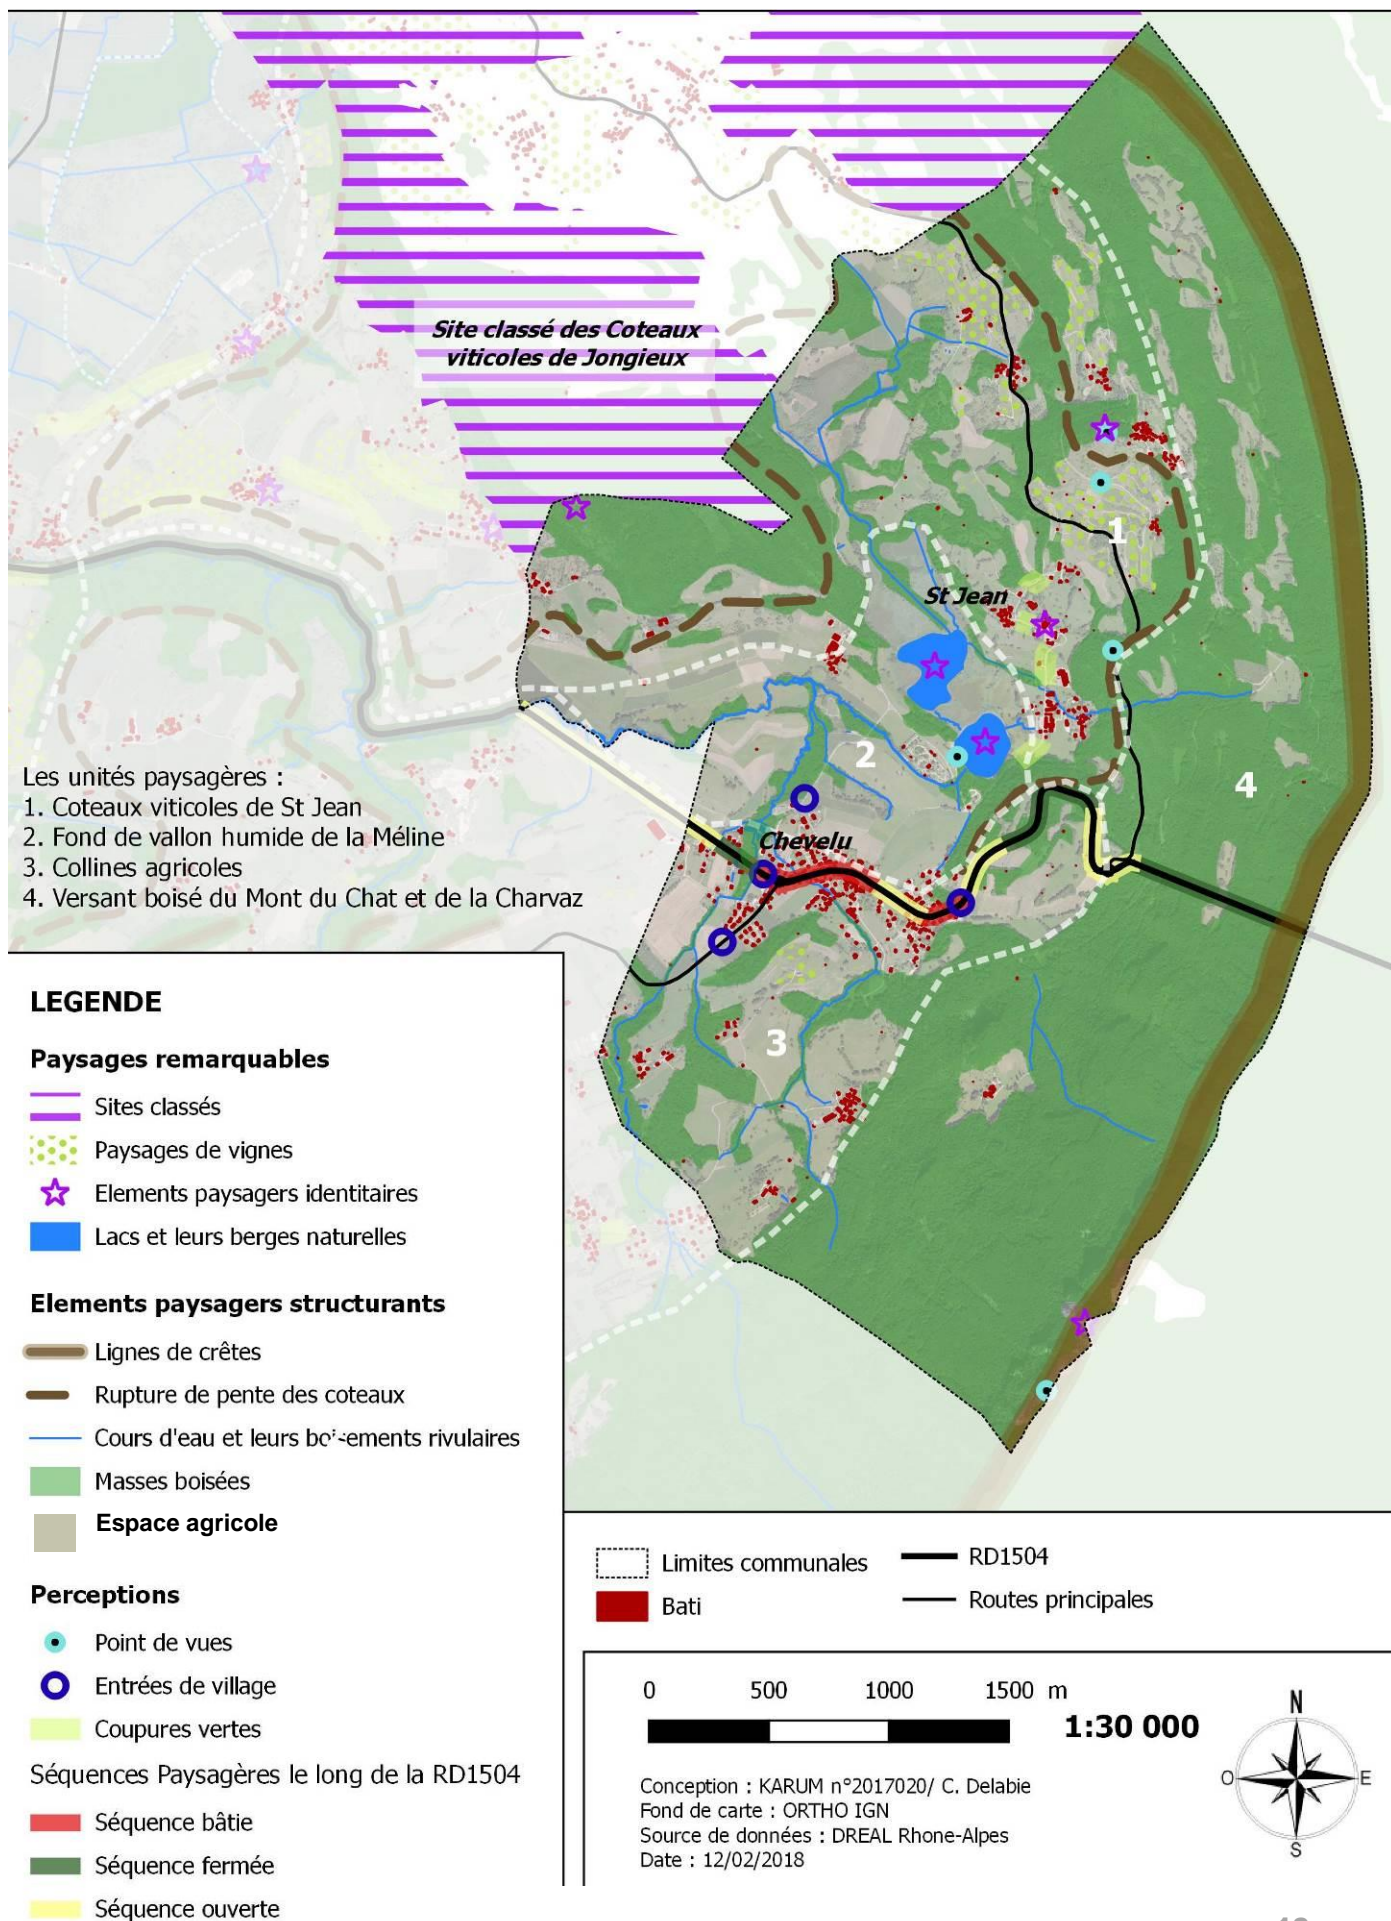 Site classé des Coteaux
viticoles de Jongieux
1
St Jean
2
4
Chevelu
3
Les unités paysagères :
1. Coteaux viticoles de St Jean
2. Fond de vallon humide de la Méline
3. Collines agricoles
4. Versant boisé du Mont du Chat et de la Charvaz
LEGENDE
Paysages remarquables
Sites classés
Paysages de vignes
Elements paysagers identitaires
Lacs et leurs berges naturelles
Elements paysagers structurants
Lignes de crêtes
Rupture de pente des coteaux
Cours d'eau et leurs boisements rivulaires
Masses boisées
Espace agricole
Perceptions
Point de vues
Entrées de village
Coupures vertes
Séquences Paysagères le long de la RD1504
Séquence bâtie
Séquence fermée
Séquence ouverte
Limites communales
RD1504
Bati
Routes principales
0 500 1000 1500 m
1:30 000
Conception : KARUM n°2017020/ C. Delabie
Fond de carte : ORTHO IGN
Source de données : DREAL Rhone-Alpes
Date : 12/02/2018
N
O E
S